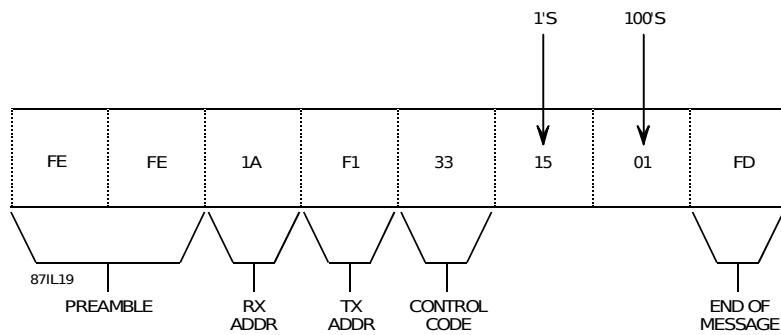 1'S 100'S
FE FE 1A F1 33 15 01 FD
87IL19
PREAMBLE RX ADDR TX ADDR CONTROL CODE END OF MESSAGE